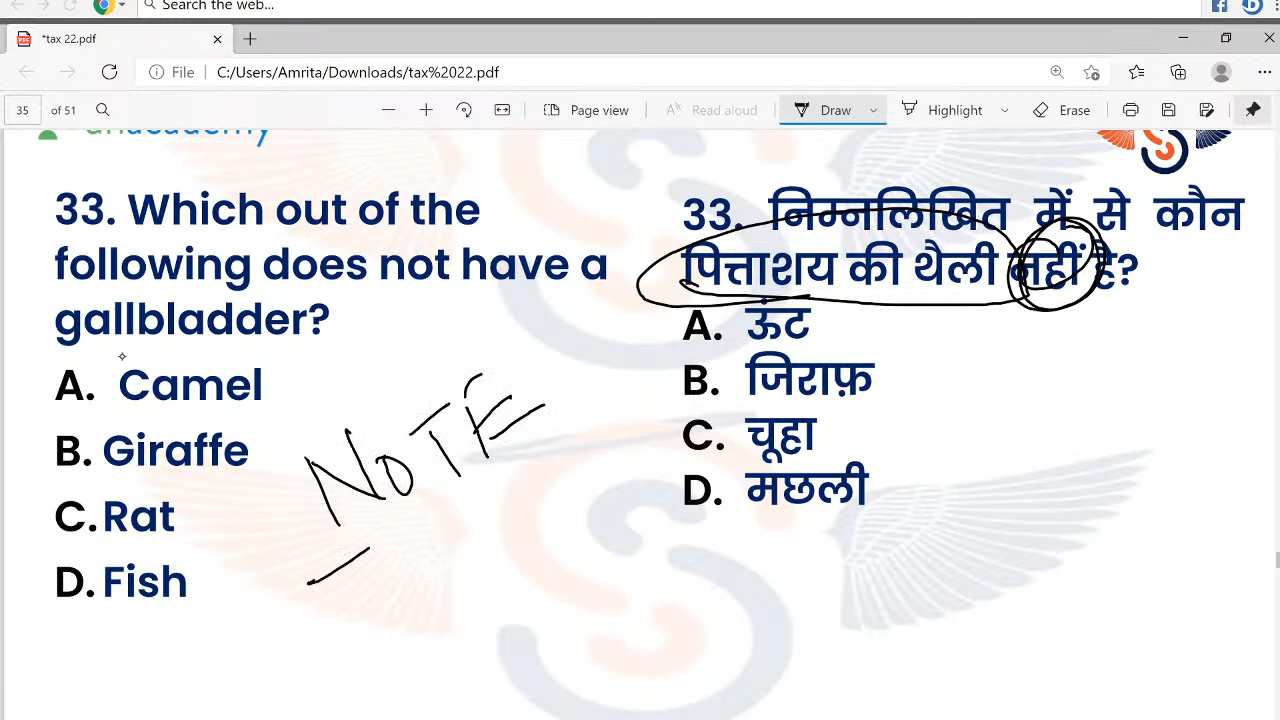 Search the web...
*tax 22.pdf
File C:/Users/Amrita/Downloads/tax%2022.pdf
35 of 51 Page view Read aloud Draw Highlight Erase
unacademy
33. Which out of the
following does not have a
gallbladder?
A. Camel
B. Giraffe
C. Rat
D. Fish
NOTE
33. निम्नलिखित में से कौन
पित्ताशय की थैली नहीं है?
A. ऊंट
B. जिराफ़
C. चूहा
D. मछली